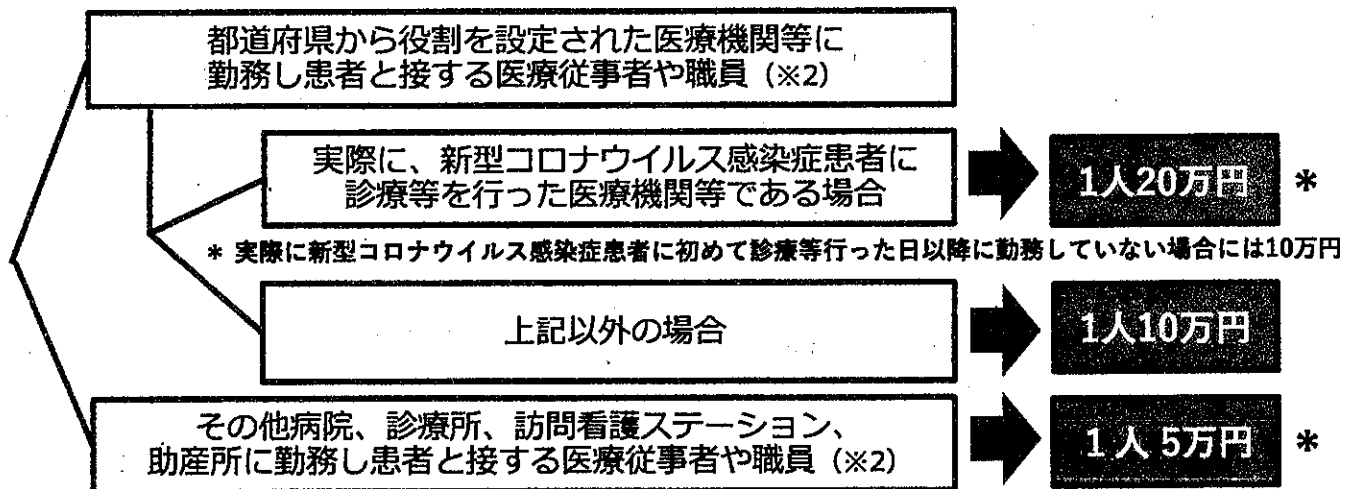 都道府県から役割を設定された医療機関等に
勤務し患者と接する医療従事者や職員（※2）
実際に、新型コロナウイルス感染症患者に
診療等を行った医療機関等である場合
1人20万円 *
* 実際に新型コロナウイルス感染症患者に初めて診療等行った日以降に勤務していない場合には10万円
上記以外の場合
1人10万円
その他病院、診療所、訪問看護ステーション、
助産所に勤務し患者と接する医療従事者や職員（※2）
1人 5万円 *